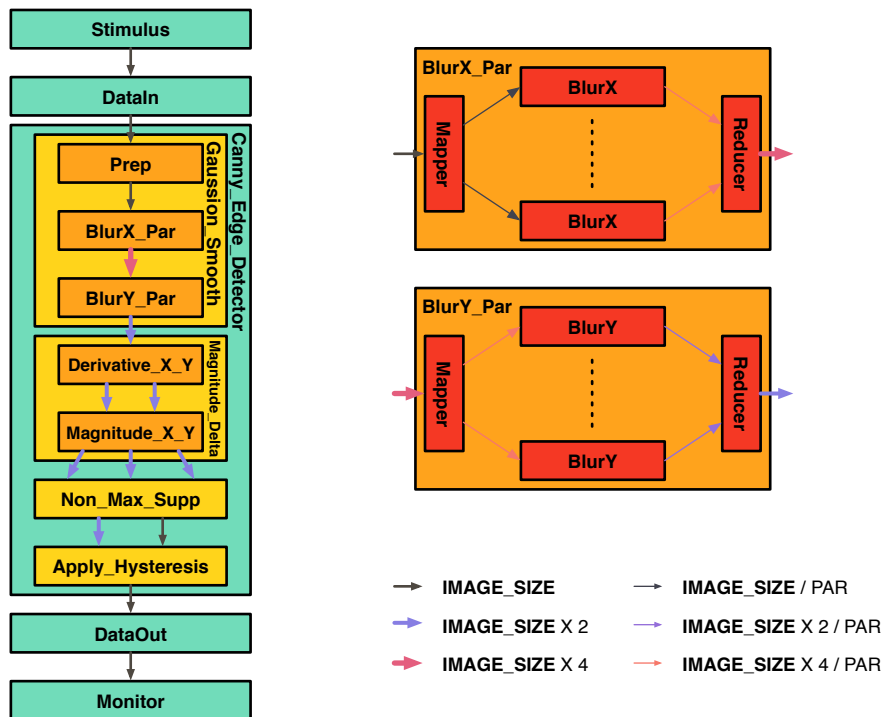 Stimulus
DataIn
Canny_Edge_Detector
Gaussion_Smooth
Prep
BlurX_Par
BlurY_Par
Magnitude_Delta
Derivative_X_Y
Magnitude_X_Y
Non_Max_Supp
Apply_Hysteresis
DataOut
Monitor
BlurX_Par
Mapper
BlurX
BlurX
Reducer
BlurY_Par
Mapper
BlurY
BlurY
Reducer
IMAGE_SIZE
IMAGE_SIZE / PAR
IMAGE_SIZE X 2
IMAGE_SIZE X 2 / PAR
IMAGE_SIZE X 4
IMAGE_SIZE X 4 / PAR